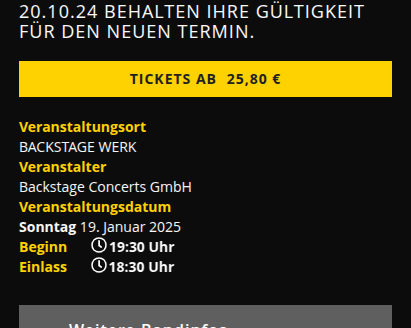 20.10.24 BEHALTEN IHRE GÜLTIGKEIT
FÜR DEN NEUEN TERMIN.
TICKETS AB 25,80 €
Veranstaltungsort
BACKSTAGE WERK
Veranstalter
Backstage Concerts GmbH
Veranstaltungsdatum
Sonntag 19. Januar 2025
Beginn 19:30 Uhr
Einlass 18:30 Uhr
Weitere Bandinfos